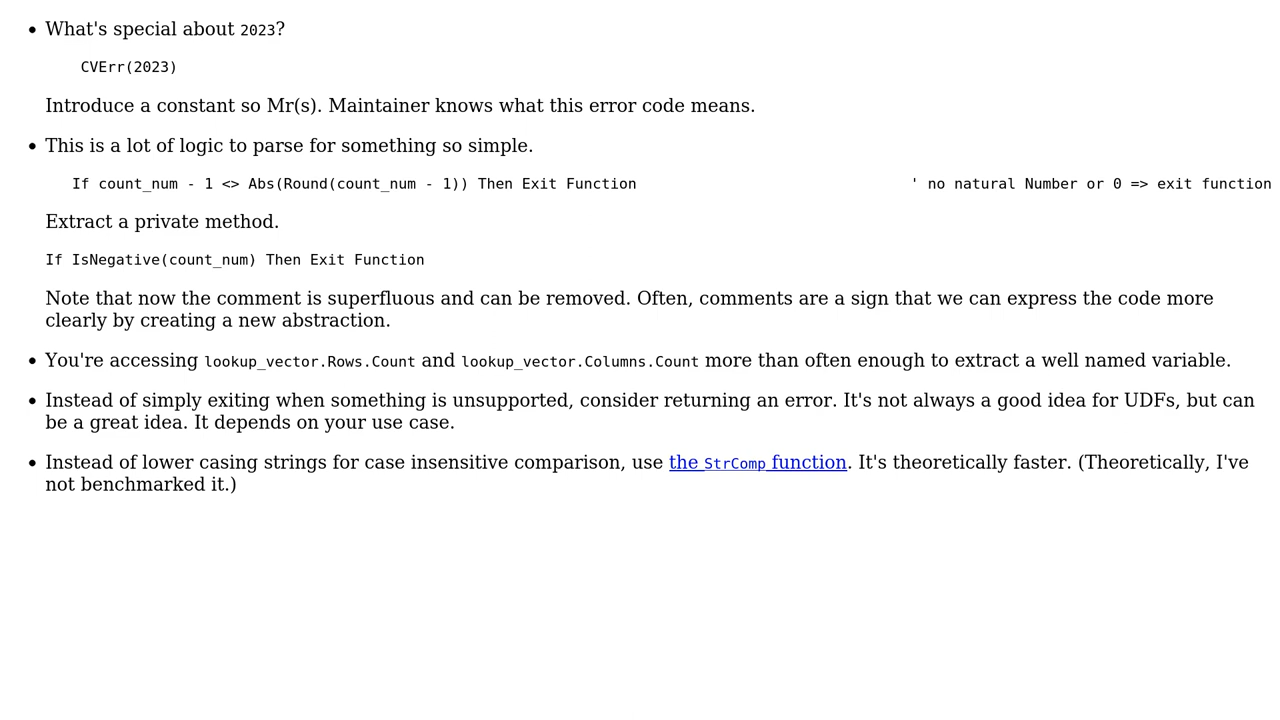 What's special about 2023?
CVErr(2023)
Introduce a constant so Mr(s). Maintainer knows what this error code means.
This is a lot of logic to parse for something so simple.
If count_num - 1 <> Abs(Round(count_num - 1)) Then Exit Function ' no natural Number or 0 => exit function
Extract a private method.
If IsNegative(count_num) Then Exit Function
Note that now the comment is superfluous and can be removed. Often, comments are a sign that we can express the code more
clearly by creating a new abstraction.
You're accessing lookup_vector.Rows.Count and lookup_vector.Columns.Count more than often enough to extract a well named variable.
Instead of simply exiting when something is unsupported, consider returning an error. It's not always a good idea for UDFs, but can
be a great idea. It depends on your use case.
Instead of lower casing strings for case insensitive comparison, use the StrComp function. It's theoretically faster. (Theoretically, I've
not benchmarked it.)